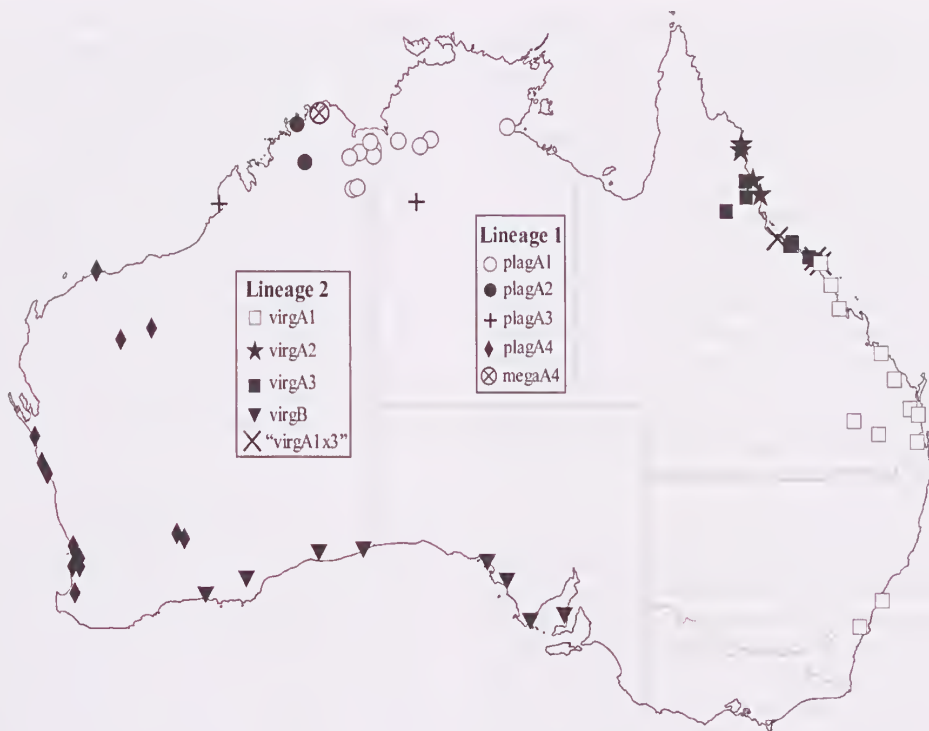 Lineage 1
plagA1
plagA2
plagA3
plagA4
megaA4
Lineage 2
virgA1
virgA2
virgA3
virgB
“virgA1x3”